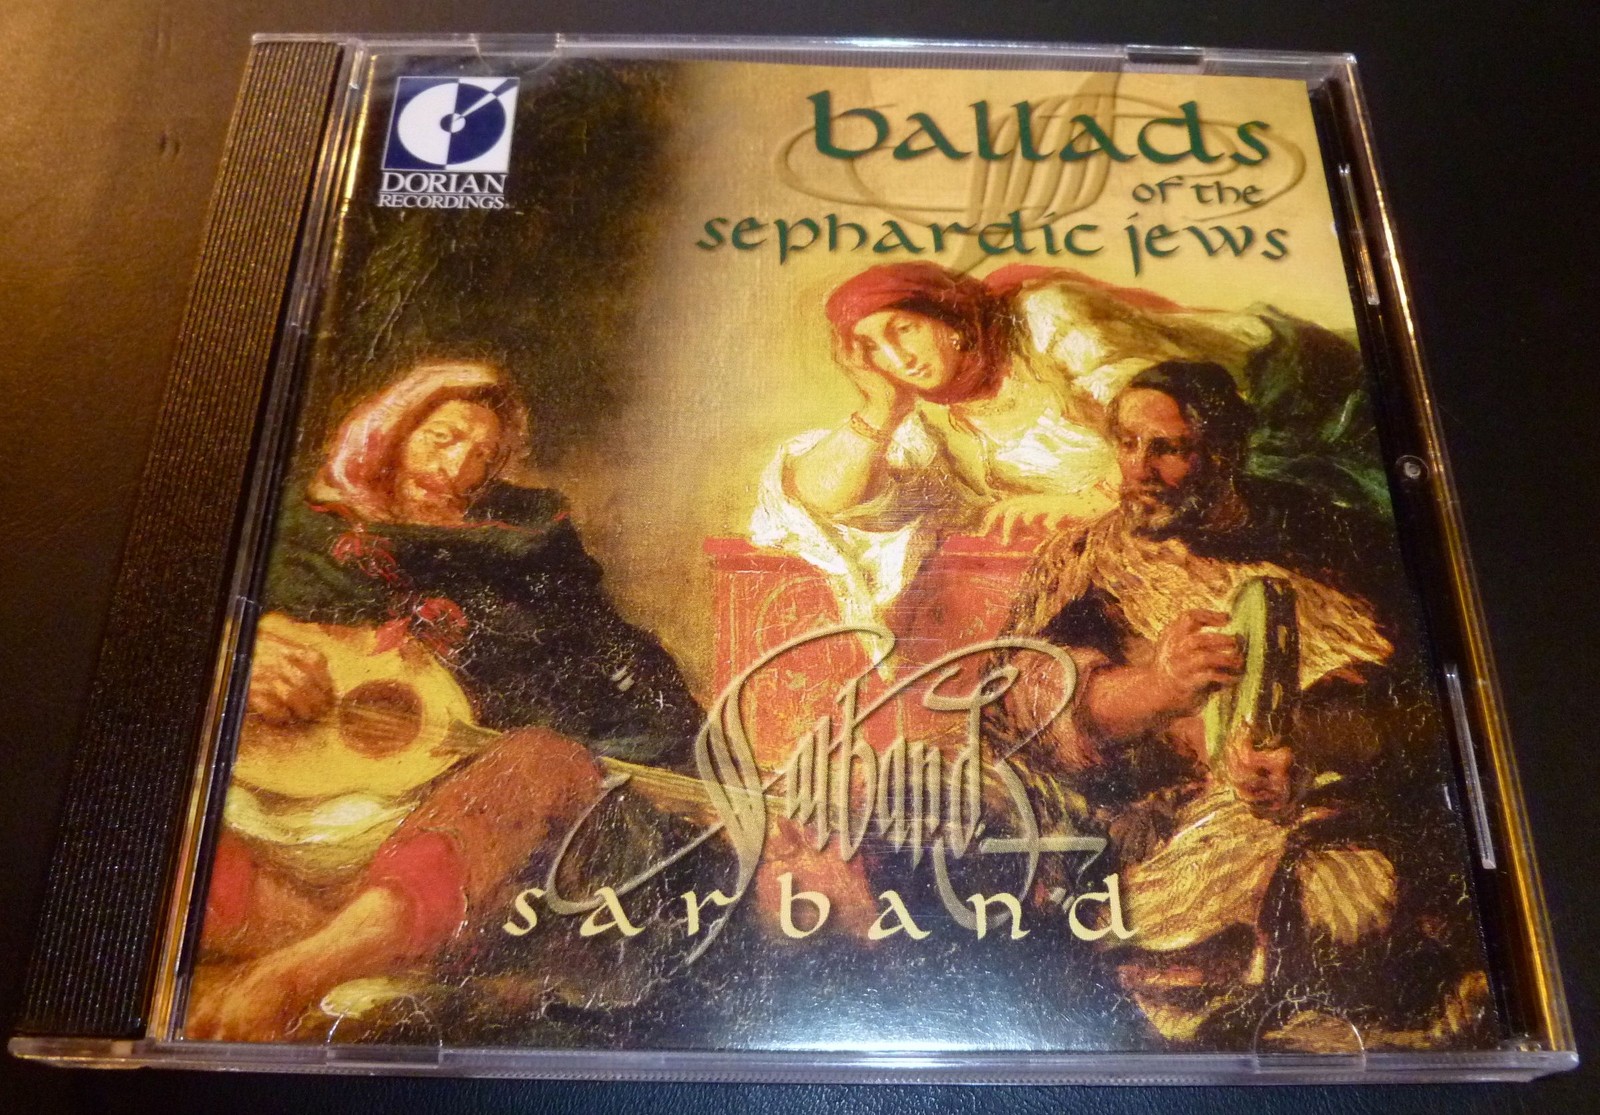 DORIAN
RECORDINGS
ballads
of the
sephardic jews
Sarband
sarband